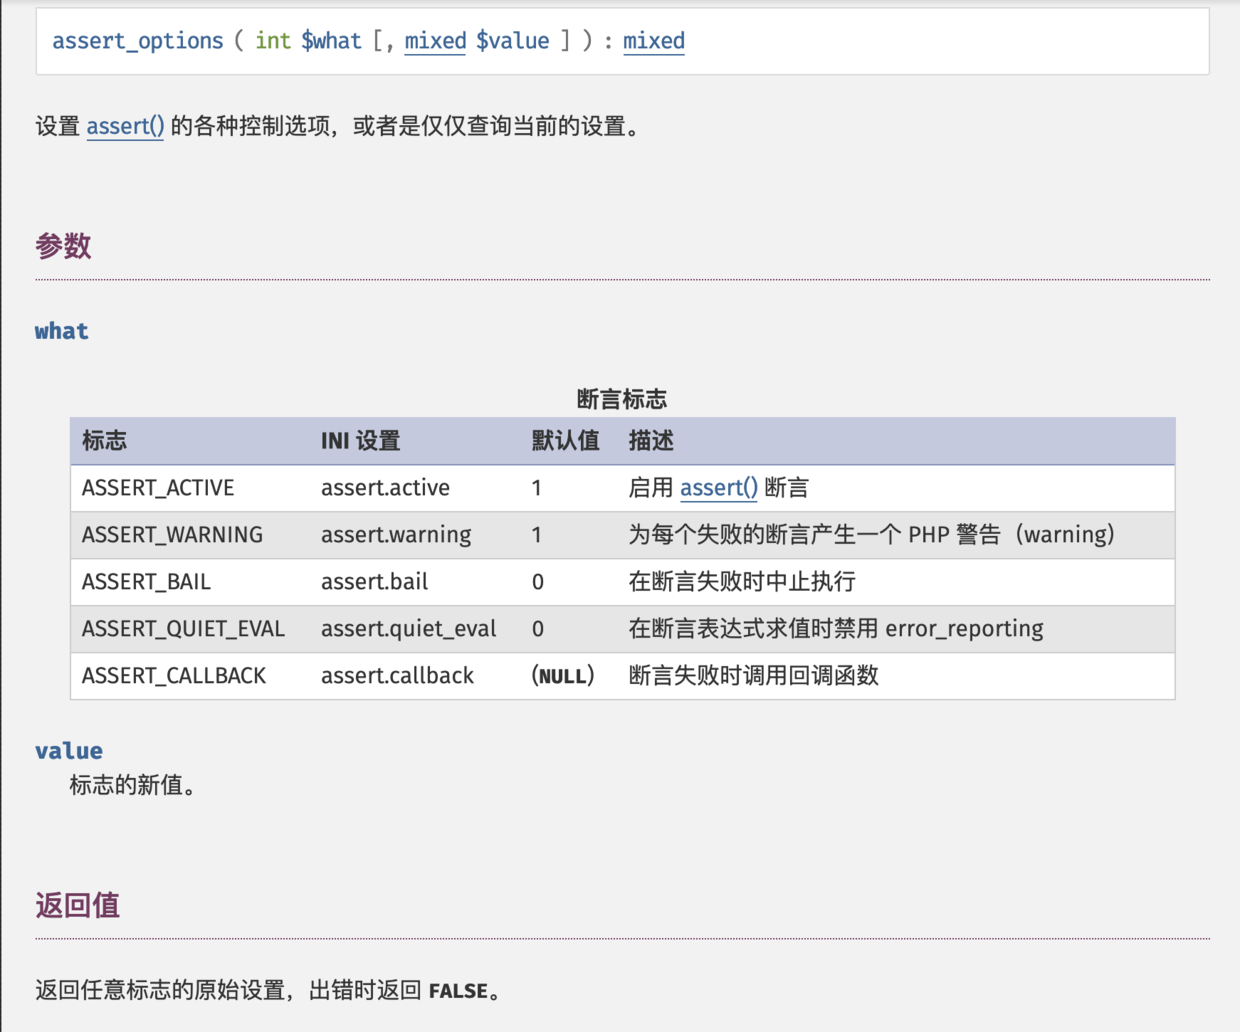 assert_options ( int $what [, mixed $value ] ) : mixed
设置 assert() 的各种控制选项，或者是仅仅查询当前的设置。
参数
what
断言标志
标志 INI 设置 默认值 描述
ASSERT_ACTIVE assert.active 1 启用 assert() 断言
ASSERT_WARNING assert.warning 1 为每个失败的断言产生一个 PHP 警告（warning）
ASSERT_BAIL assert.bail 0 在断言失败时中止执行
ASSERT_QUIET_EVAL assert.quiet_eval 0 在断言表达式求值时禁用 error_reporting
ASSERT_CALLBACK assert.callback (NULL) 断言失败时调用回调函数
value
标志的新值。
返回值
返回任意标志的原始设置，出错时返回 FALSE。